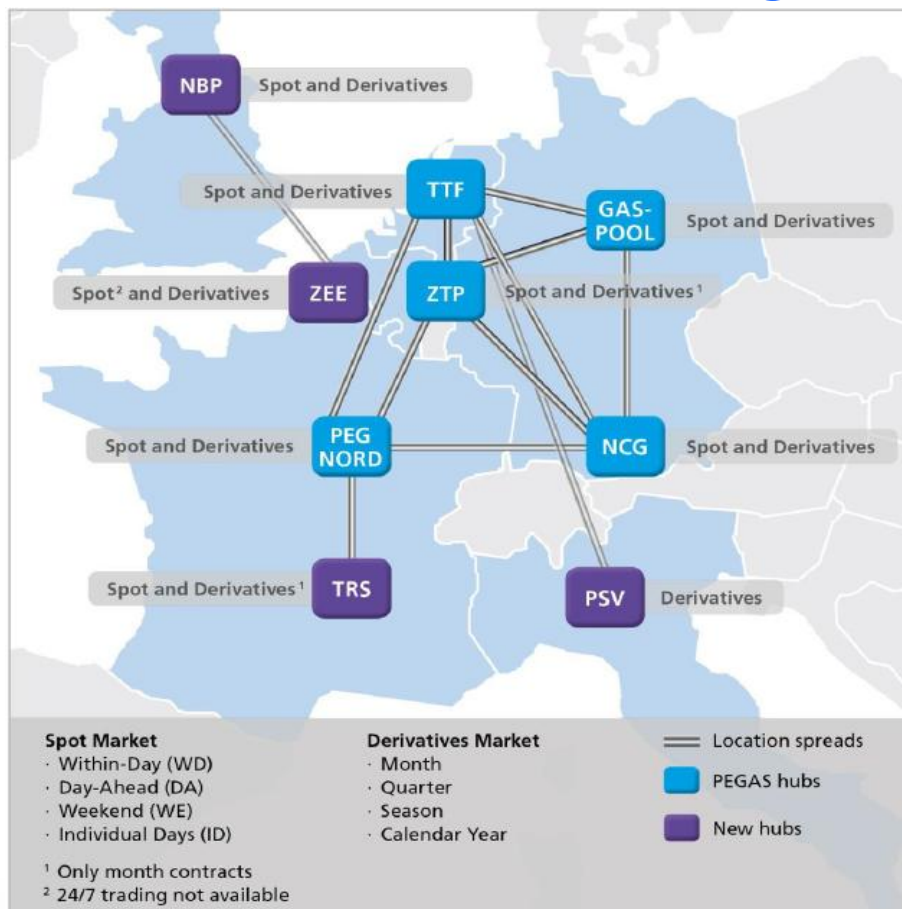 NBP
Spot and Derivatives
Spot and Derivatives
TTF
GAS-
POOL
Spot and Derivatives
Spot² and Derivatives
ZEE
ZTP
Spot and Derivatives¹
Spot and Derivatives
PEG
NORD
NCG
Spot and Derivatives
Spot and Derivatives¹
TRS
PSV
Derivatives
Spot Market
· Within-Day (WD)
· Day-Ahead (DA)
· Weekend (WE)
· Individual Days (ID)
¹ Only month contracts
² 24/7 trading not available
Derivatives Market
· Month
· Quarter
· Season
· Calendar Year
Location spreads
PEGAS hubs
New hubs